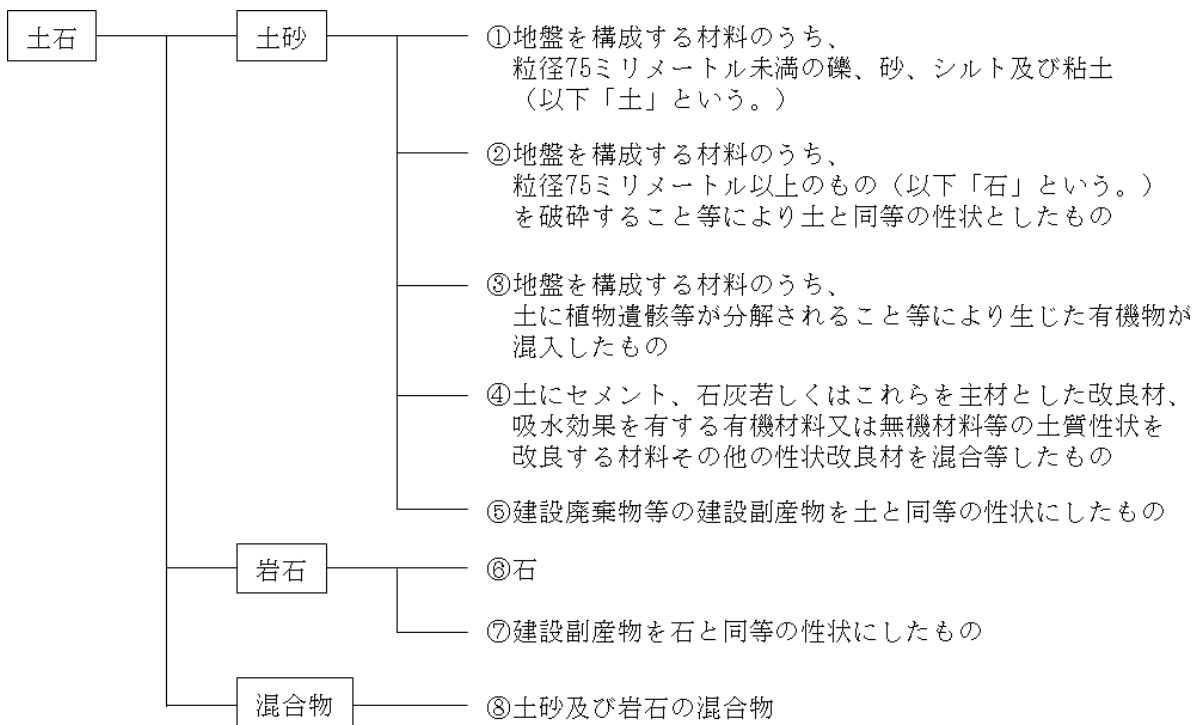 土石
土砂
①地盤を構成する材料のうち、
粒径75ミリメートル未満の礫、砂、シルト及び粘土
（以下「土」という。）
②地盤を構成する材料のうち、
粒径75ミリメートル以上のもの（以下「石」という。）
を破砕すること等により土と同等の性状としたもの
③地盤を構成する材料のうち、
土に植物遺骸等が分解されること等により生じた有機物が
混入したもの
④土にセメント、石灰若しくはこれらを主材とした改良材、
吸水効果を有する有機材料又は無機材料等の土質性状を
改良する材料その他の性状改良材を混合等したもの
⑤建設廃棄物等の建設副産物を土と同等の性状にしたもの
岩石
⑥石
⑦建設副産物を石と同等の性状にしたもの
混合物
⑧土砂及び岩石の混合物